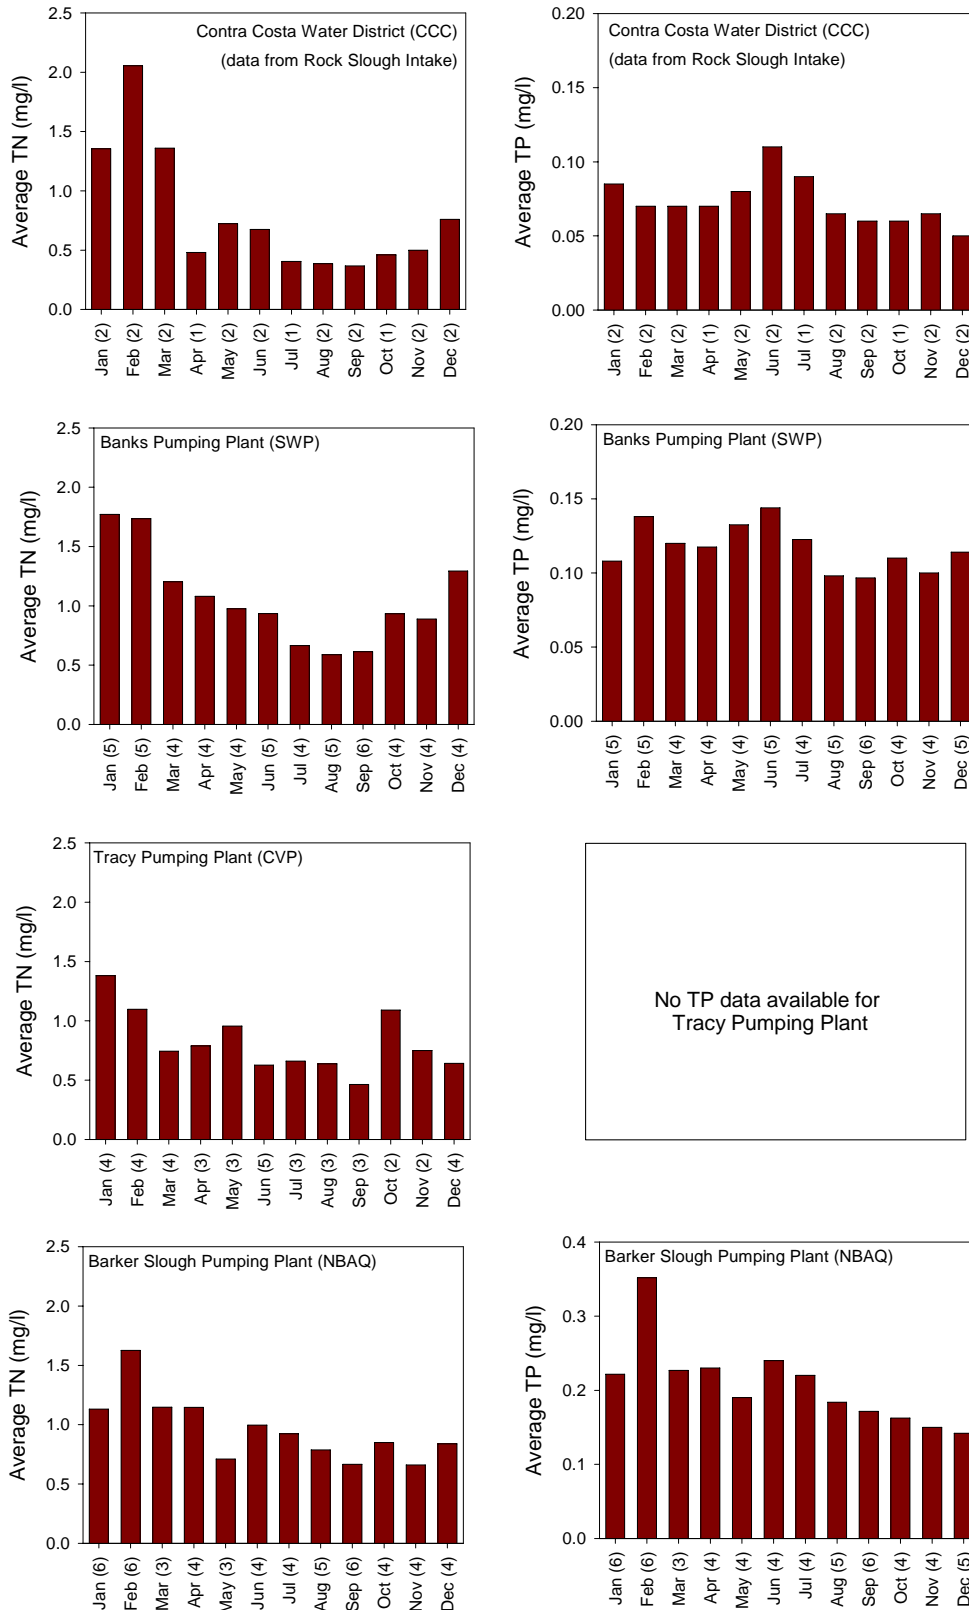 Contra Costa Water District (CCC)
(data from Rock Slough Intake)
Average TN (mg/l)
2.5
2.0
1.5
1.0
0.5
0.0
Jan (2)
Feb (2)
Mar (2)
Apr (1)
May (2)
Jun (2)
Jul (1)
Aug (2)
Sep (2)
Oct (1)
Nov (2)
Dec (2)
Contra Costa Water District (CCC)
(data from Rock Slough Intake)
Average TP (mg/l)
0.20
0.15
0.10
0.05
0.00
Jan (2)
Feb (2)
Mar (2)
Apr (1)
May (2)
Jun (2)
Jul (1)
Aug (2)
Sep (2)
Oct (1)
Nov (2)
Dec (2)
Banks Pumping Plant (SWP)
Average TN (mg/l)
2.5
2.0
1.5
1.0
0.5
0.0
Jan (5)
Feb (5)
Mar (4)
Apr (4)
May (4)
Jun (5)
Jul (4)
Aug (5)
Sep (6)
Oct (4)
Nov (4)
Dec (4)
Banks Pumping Plant (SWP)
Average TP (mg/l)
0.20
0.15
0.10
0.05
0.00
Jan (5)
Feb (5)
Mar (4)
Apr (4)
May (4)
Jun (5)
Jul (4)
Aug (5)
Sep (6)
Oct (4)
Nov (4)
Dec (5)
Tracy Pumping Plant (CVP)
Average TN (mg/l)
2.5
2.0
1.5
1.0
0.5
0.0
Jan (4)
Feb (4)
Mar (4)
Apr (3)
May (3)
Jun (5)
Jul (3)
Aug (3)
Sep (3)
Oct (2)
Nov (2)
Dec (4)
No TP data available for
Tracy Pumping Plant
Barker Slough Pumping Plant (NBAQ)
Average TN (mg/l)
2.5
2.0
1.5
1.0
0.5
0.0
Jan (6)
Feb (6)
Mar (3)
Apr (4)
May (3)
Jun (4)
Jul (4)
Aug (5)
Sep (6)
Oct (4)
Nov (4)
Dec (4)
Barker Slough Pumping Plant (NBAQ)
Average TP (mg/l)
0.4
0.3
0.2
0.1
0.0
Jan (6)
Feb (6)
Mar (3)
Apr (4)
May (4)
Jun (4)
Jul (4)
Aug (5)
Sep (6)
Oct (4)
Nov (4)
Dec (5)